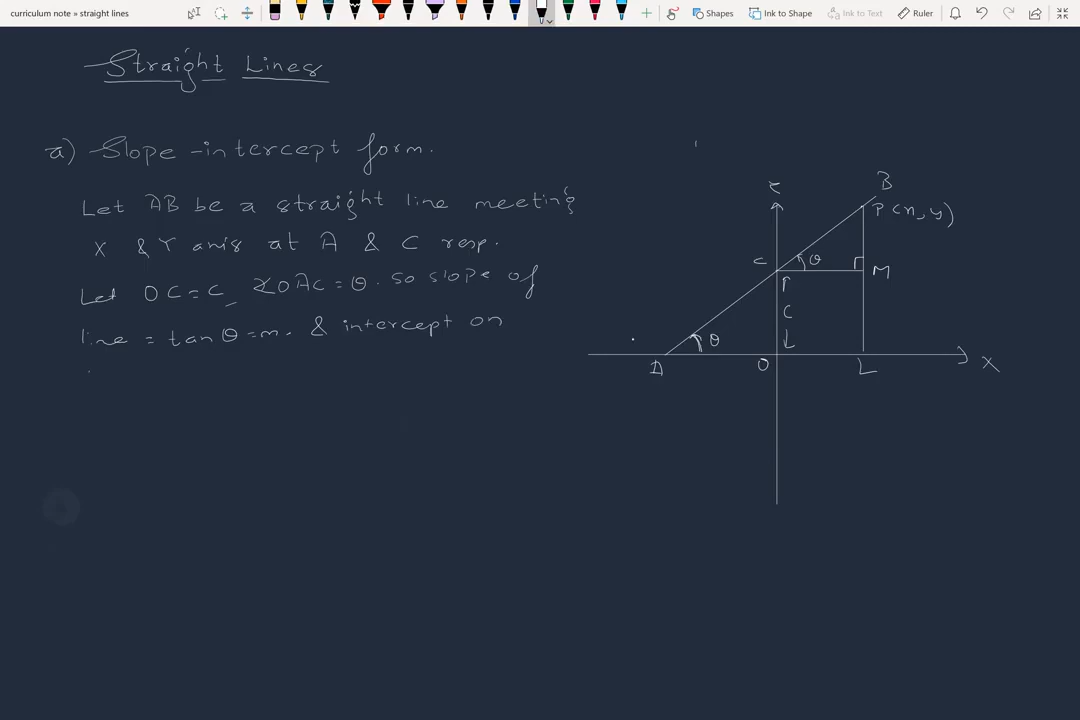 curriculum note » straight lines
Shapes
Ink to Shape
Ink to Text
Ruler
Straight Lines
a) Slope-intercept form.
Let AB be a straight line meeting
X & Y axis at A & C resp.
Let OC = C, ∠OAC = θ. so slope of
line = tan θ = m. & intercept on
B
P(x, y)
C
θ
M
C
θ
A
O
L
X